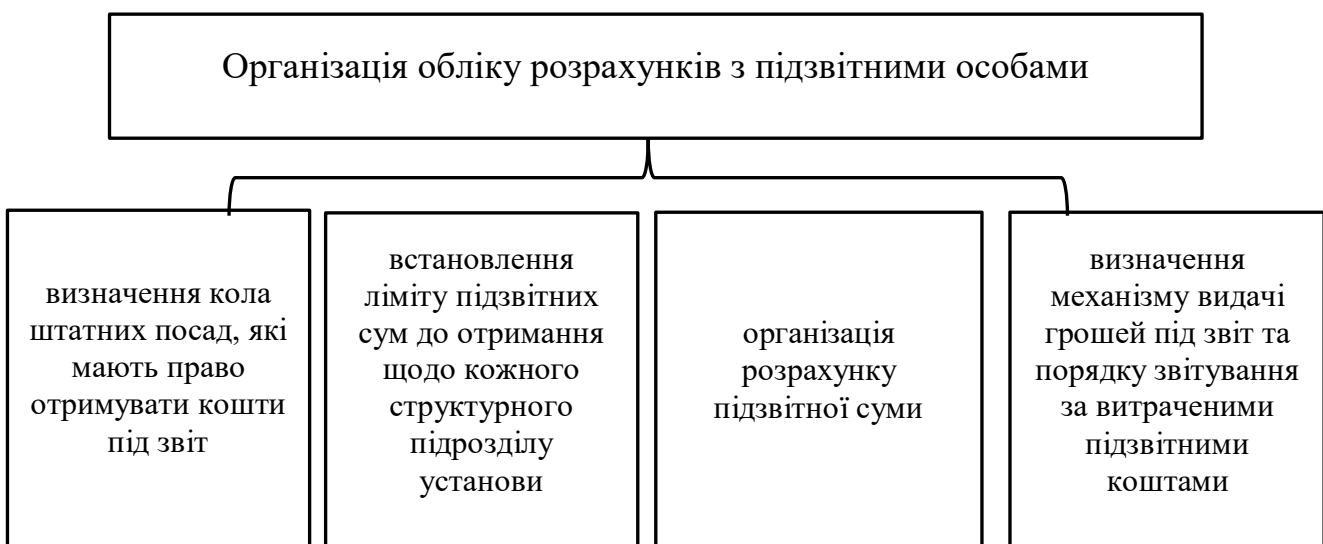 Організація обліку розрахунків з підзвітними особами
визначення кола
штатних посад, які
мають право
отримувати кошти
під звіт
встановлення
ліміту підзвітних
сум до отримання
щодо кожного
структурного
підрозділу
установи
організація
розрахунку
підзвітної суми
визначення
механізму видачі
грошей під звіт та
порядку звітування
за витраченими
підзвітними
коштами